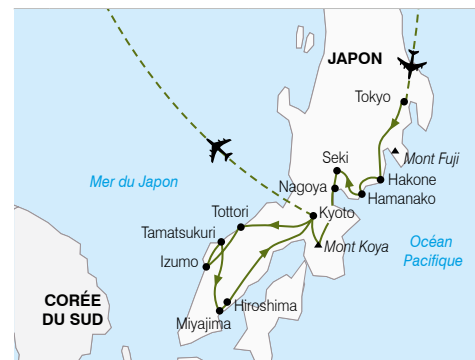 JAPON
Tokyo
Mont Fuji
Seki
Hakone
Nagoya
Hamanako
Mer du Japon
Tottori
Kyoto
Tamatsukuri
Mont Koya
Océan
Pacifique
Izumo
CORÉE
DU SUD
Hiroshima
Miyajima